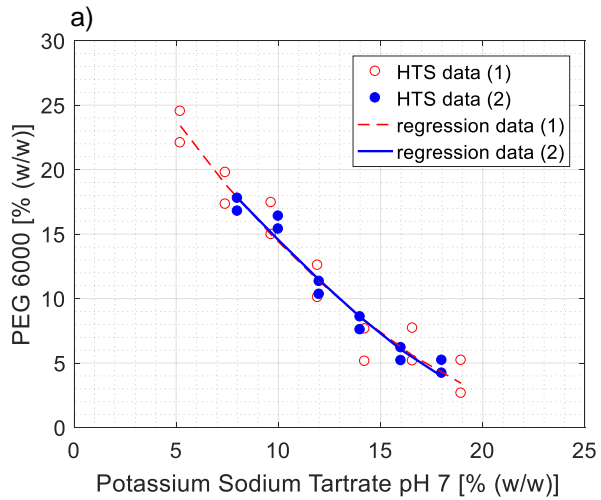 a)
30
25
20
15
10
5
0
PEG 6000 [% (w/w)]
HTS data (1)
HTS data (2)
regression data (1)
regression data (2)
0 5 10 15 20 25
Potassium Sodium Tartrate pH 7 [% (w/w)]